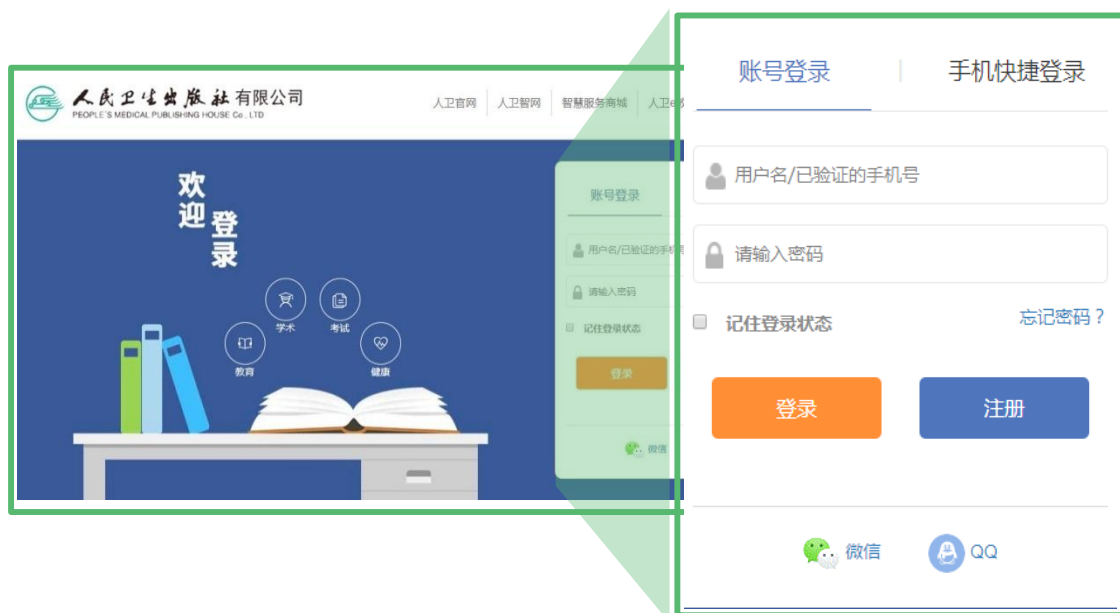 人民卫生出版社有限公司
PEOPLE'S MEDICAL PUBLISHING HOUSE Co., LTD
人卫官网 人卫智网 智慧服务商城 人卫e
欢迎
登录
学术 考试
教育 健康
账号登录
用户名/已验证的手机号
请输入密码
记住登录状态
登录
微信
账号登录 手机快捷登录
用户名/已验证的手机号
请输入密码
记住登录状态 忘记密码?
登录 注册
微信 QQ